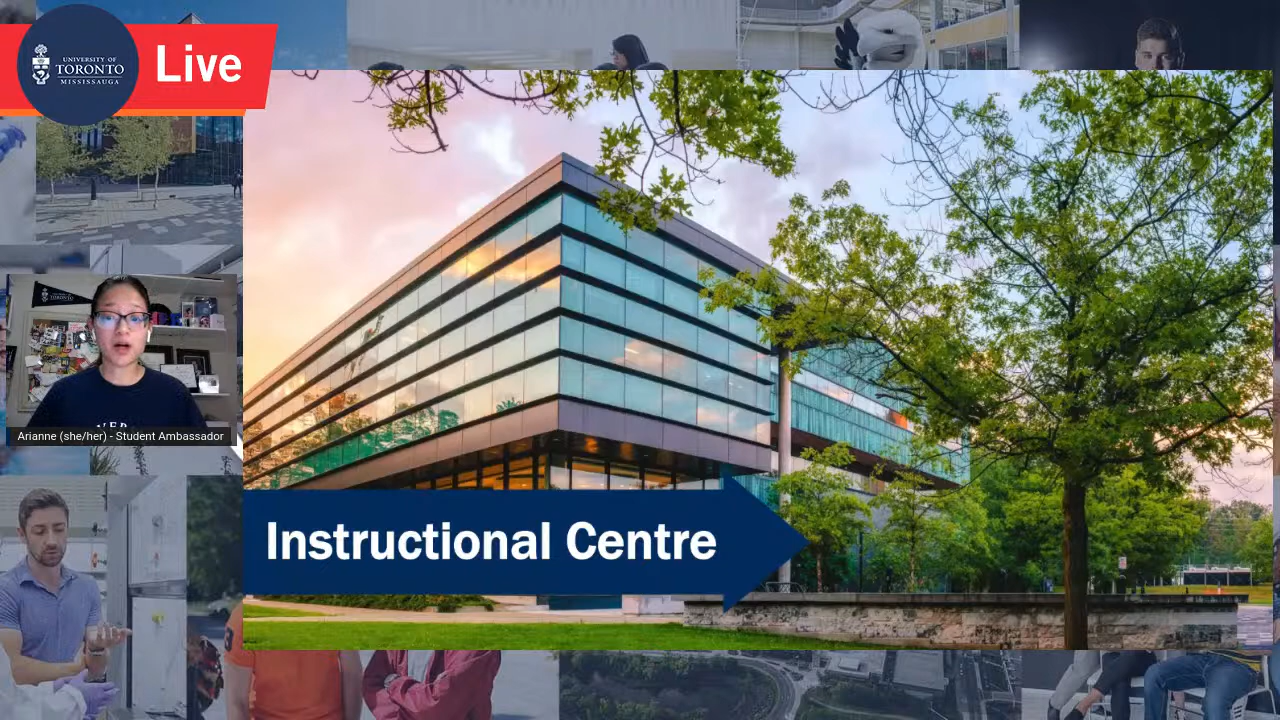 UNIVERSITY OF
TORONTO
MISSISSAUGA
Live
Arianne (she/her) - Student Ambassador
Instructional Centre